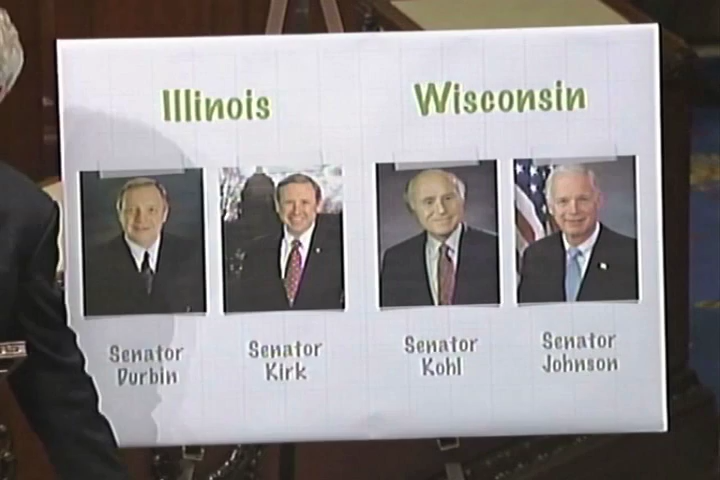 Illinois
Wisconsin
Senator
Durbin
Senator
Kirk
Senator
Kohl
Senator
Johnson